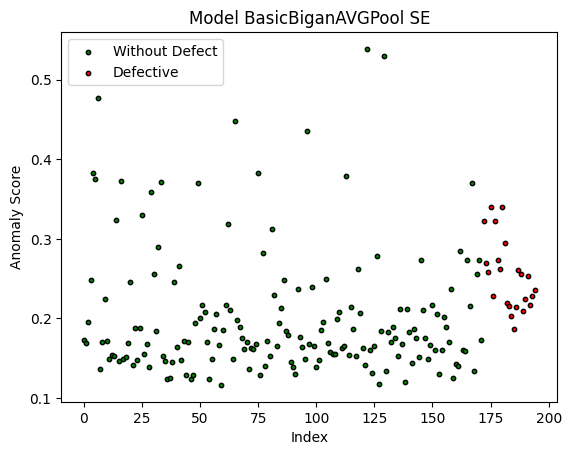 Model BasicBiganAVGPool SE
Without Defect
Defective
Anomaly Score
0.5
0.4
0.3
0.2
0.1
0 25 50 75 100 125 150 175 200
Index